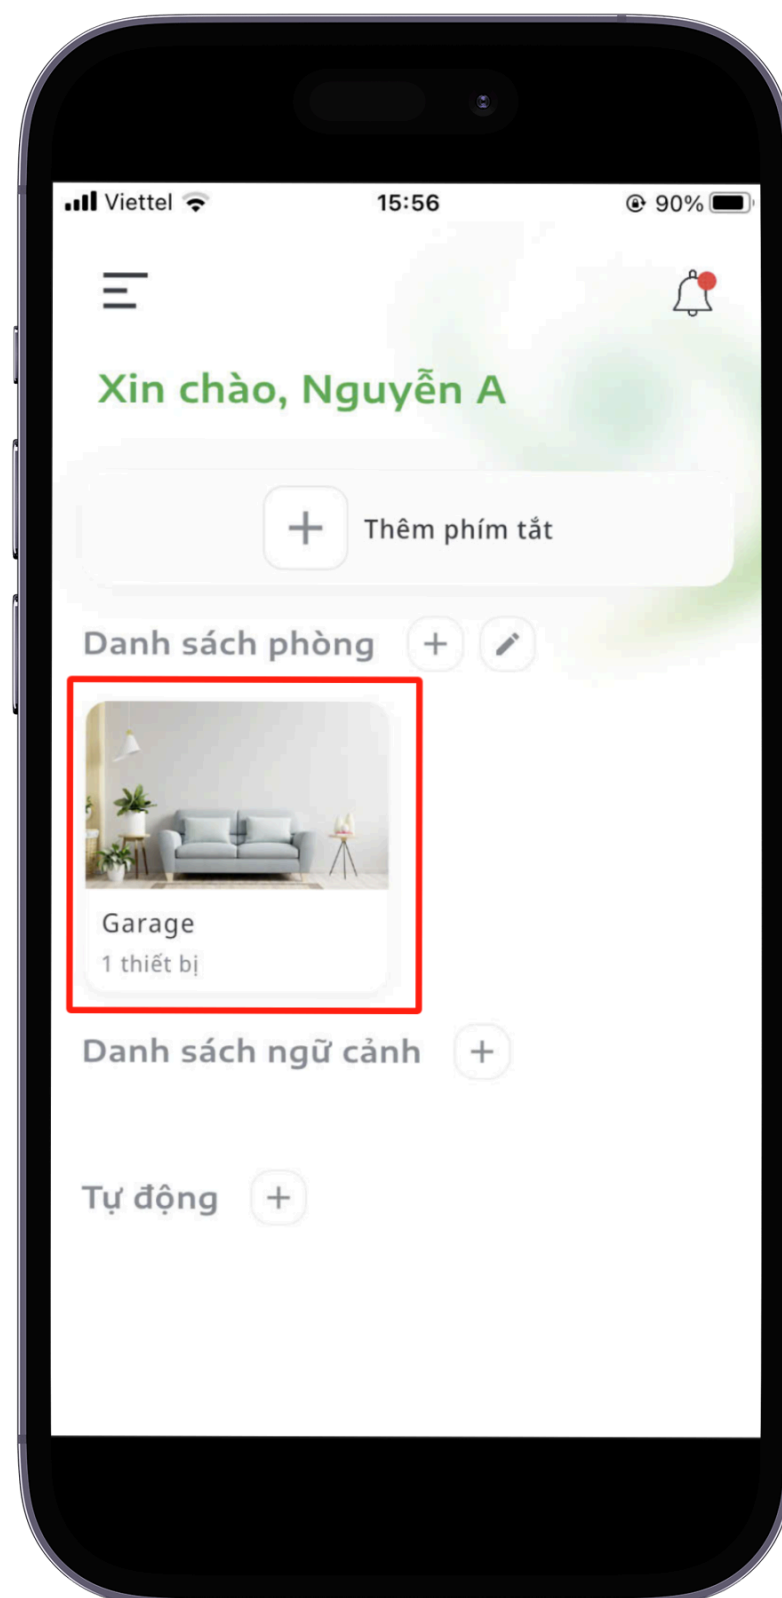 Viettel 15:56 90%
Xin chào, Nguyễn A
Thêm phím tắt
Danh sách phòng
Garage
1 thiết bị
Danh sách ngữ cảnh
Tự động